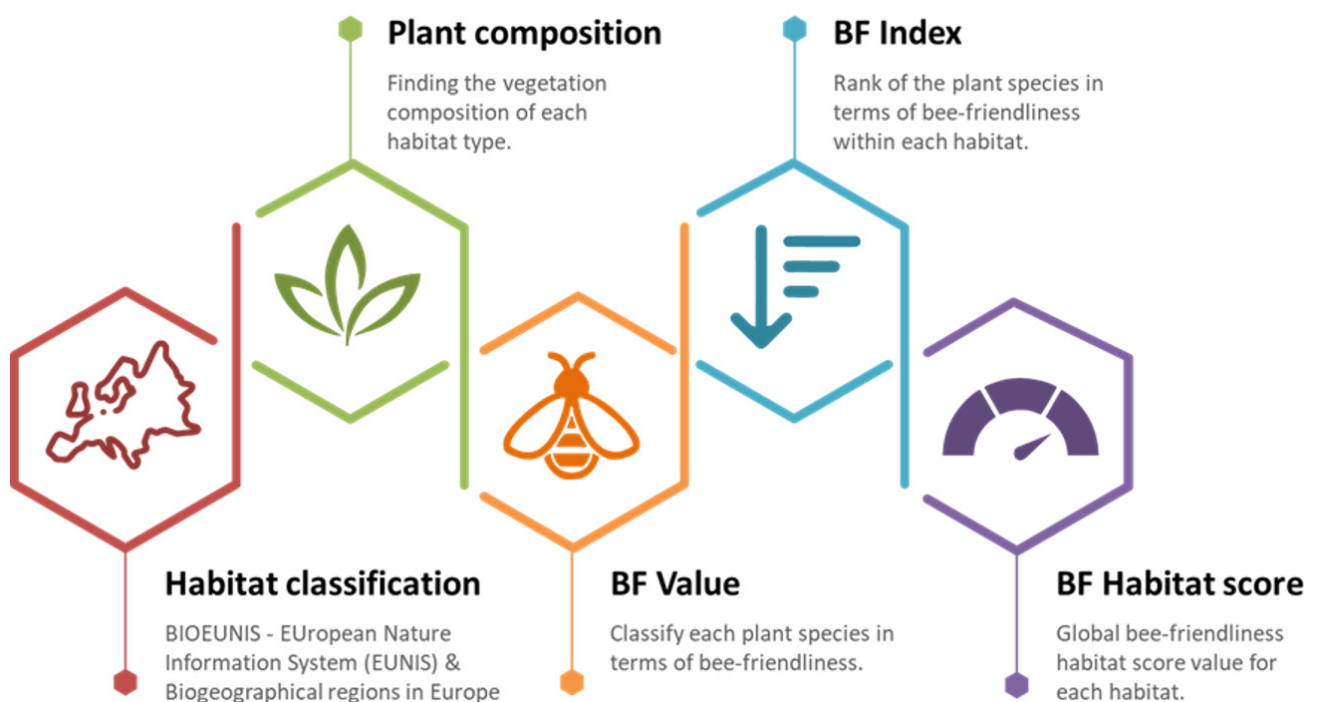 Plant composition
Finding the vegetation
composition of each
habitat type.
BF Index
Rank of the plant species in
terms of bee-friendliness
within each habitat.
Habitat classification
BIOEUNIS - EUropean Nature
Information System (EUNIS) &
Biogeographical regions in Europe
BF Value
Classify each plant species in
terms of bee-friendliness.
BF Habitat score
Global bee-friendliness
habitat score value for
each habitat.